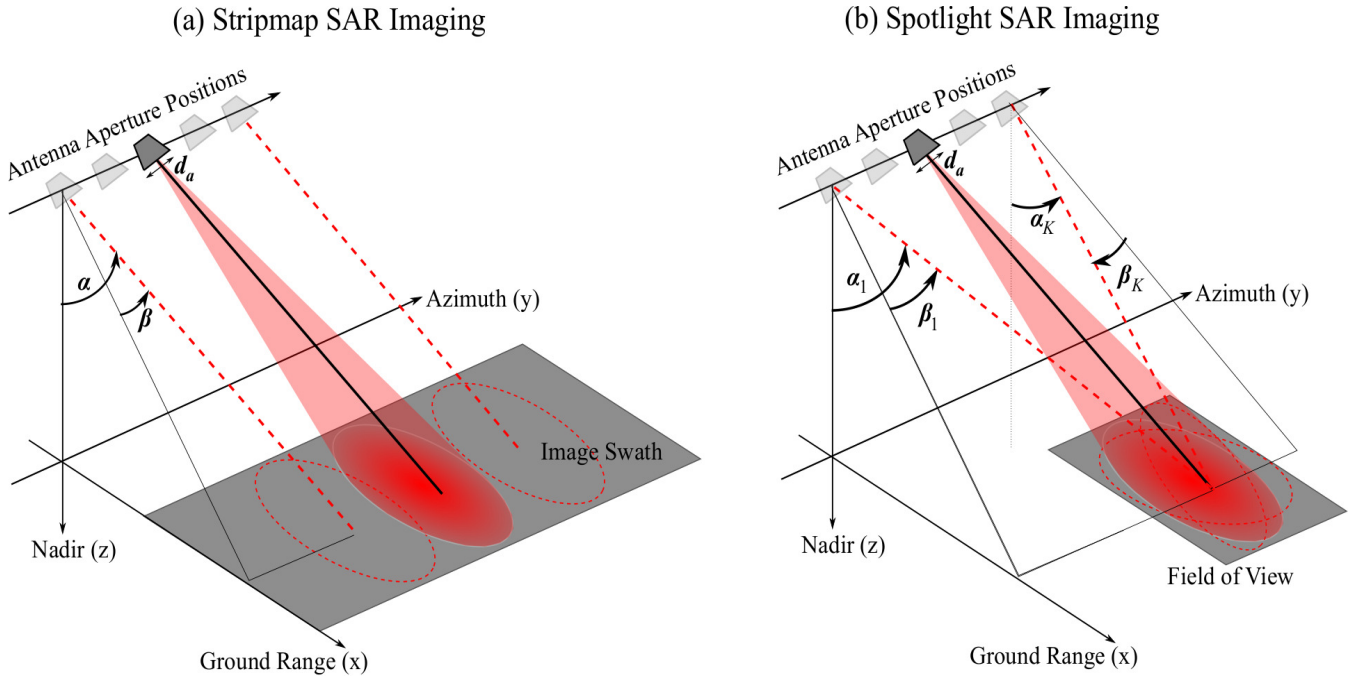 (a) Stripmap SAR Imaging
Antenna Aperture Positions
d_a
α
β
Azimuth (y)
Image Swath
Nadir (z)
Ground Range (x)
(b) Spotlight SAR Imaging
Antenna Aperture Positions
d_a
α_K
β_K
α_1
β_1
Azimuth (y)
Nadir (z)
Field of View
Ground Range (x)